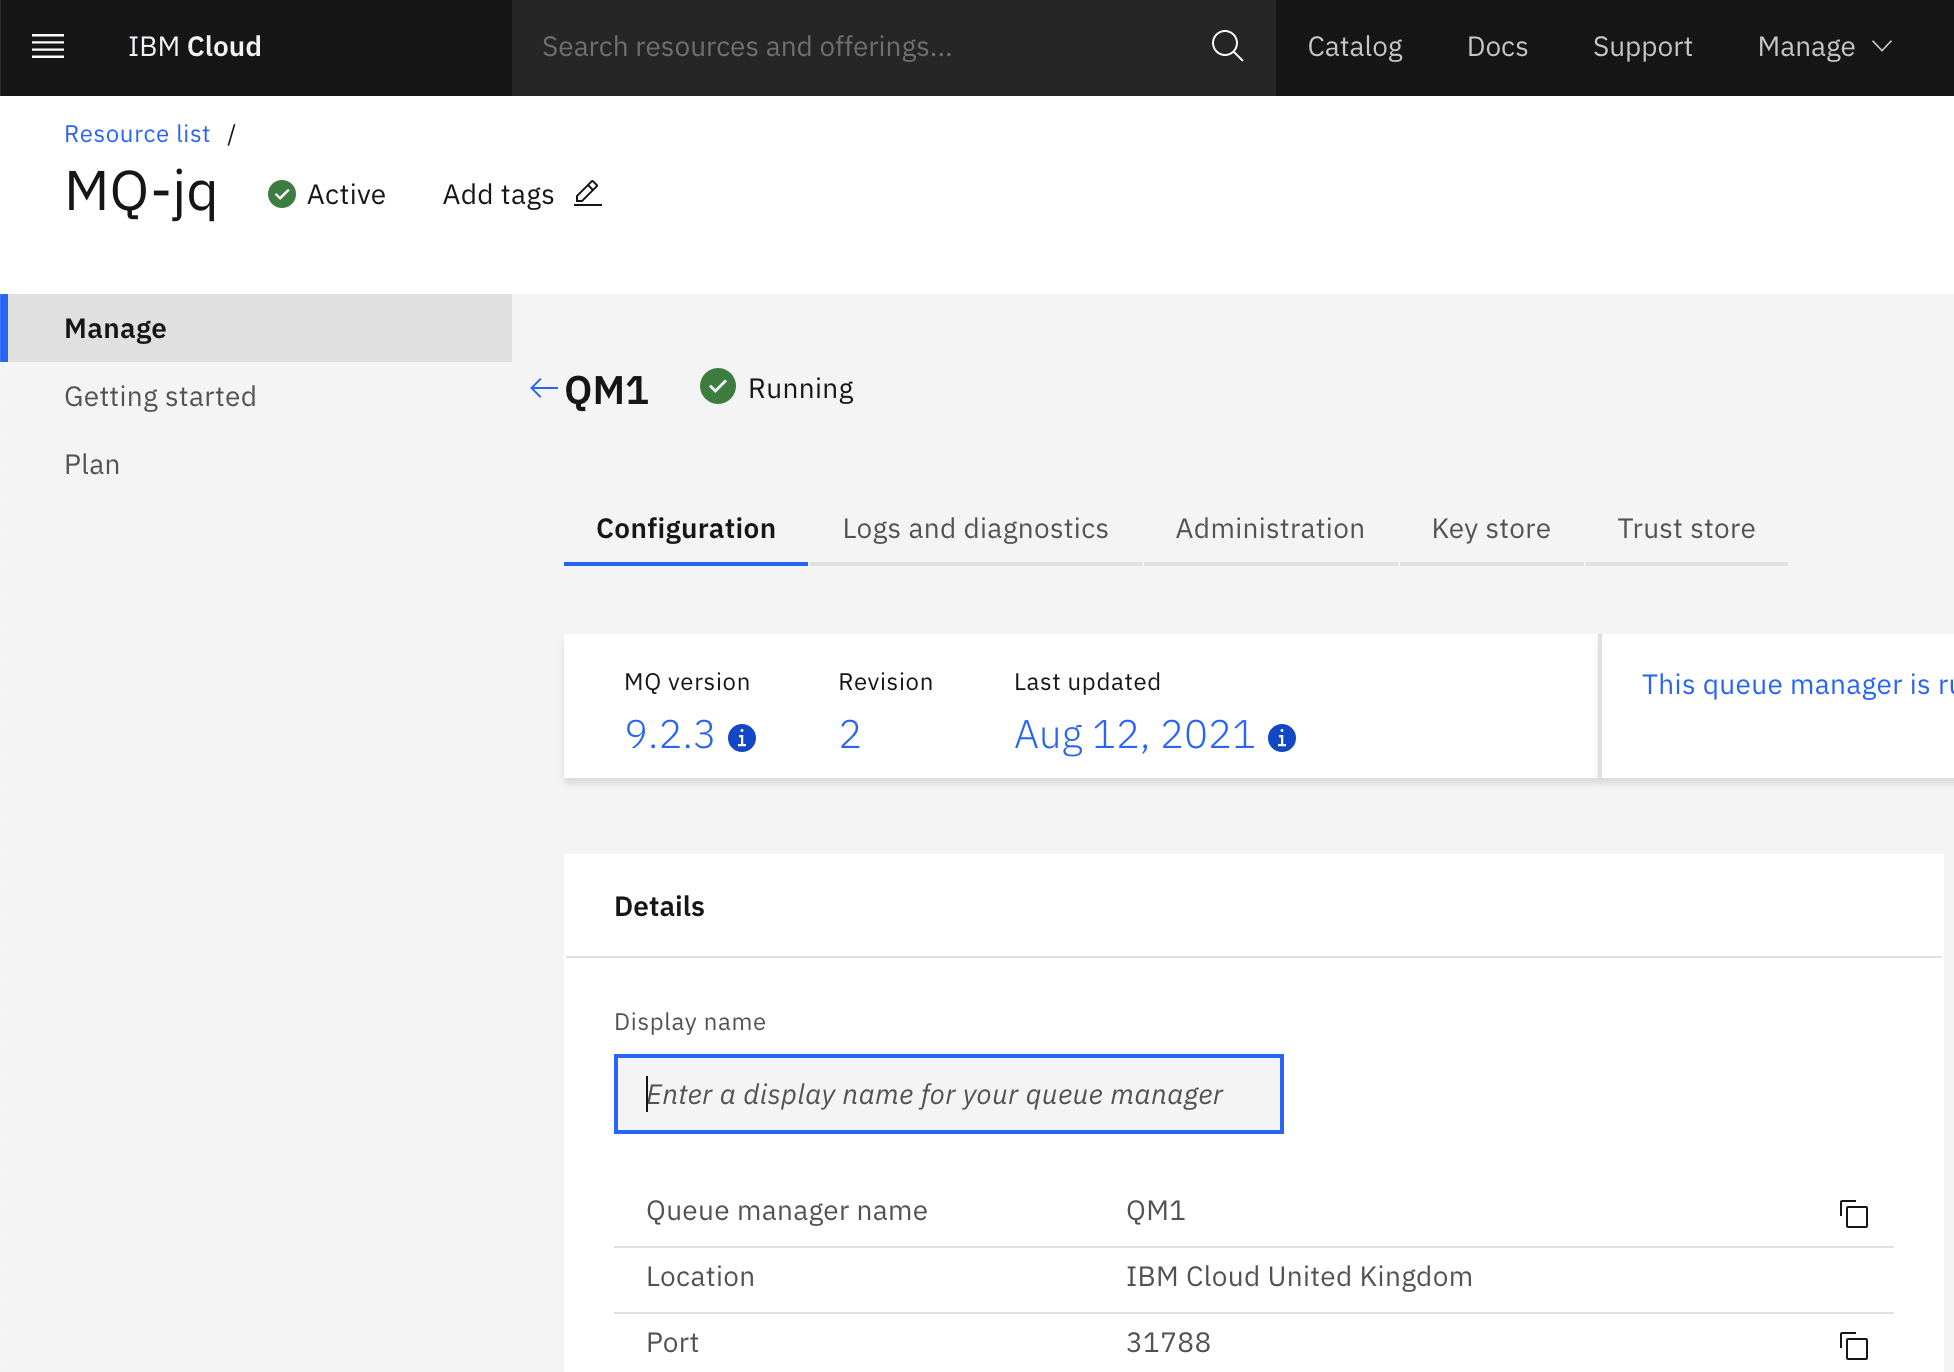 IBM Cloud
Search resources and offerings...
Catalog
Docs
Support
Manage
Resource list /
MQ-jq
Active
Add tags
Manage
Getting started
Plan
QM1
Running
Configuration
Logs and diagnostics
Administration
Key store
Trust store
MQ version
Revision
Last updated
9.2.3
2
Aug 12, 2021
This queue manager is
Details
Display name
Enter a display name for your queue manager
Queue manager name
QM1
Location
IBM Cloud United Kingdom
Port
31788